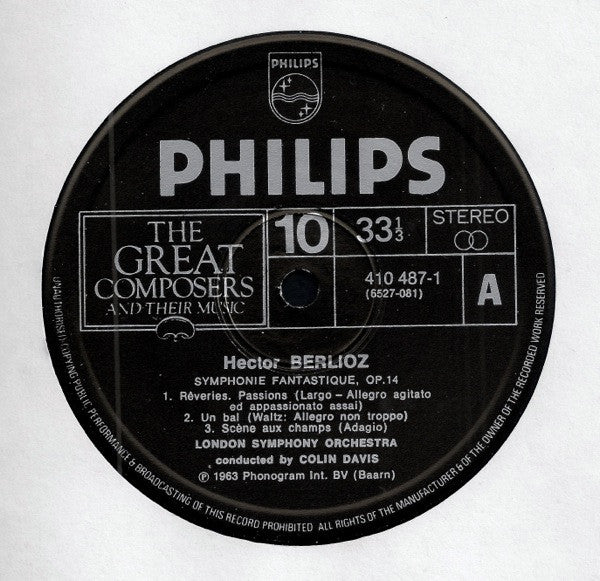 PHILIPS
PHILIPS
THE
GREAT
COMPOSERS
AND THEIR MUSIC
10
33⅓
STEREO
410 487-1
(6527-081)
A
Hector BERLIOZ
SYMPHONIE FANTASTIQUE, OP.14
1. Rêveries. Passions (Largo - Allegro agitato
ed appassionato assai)
2. Un bal (Waltz: Allegro non troppo)
3. Scène aux champs (Adagio)
LONDON SYMPHONY ORCHESTRA
conducted by COLIN DAVIS
℗ 1963 Phonogram Int. BV (Baarn)
UNAUTHORISED COPYING PUBLIC PERFORMANCE & BROADCASTING OF THIS RECORD PROHIBITED ALL RIGHTS OF THE MANUFACTURER & OF THE OWNER OF THE RECORDED WORK RESERVED